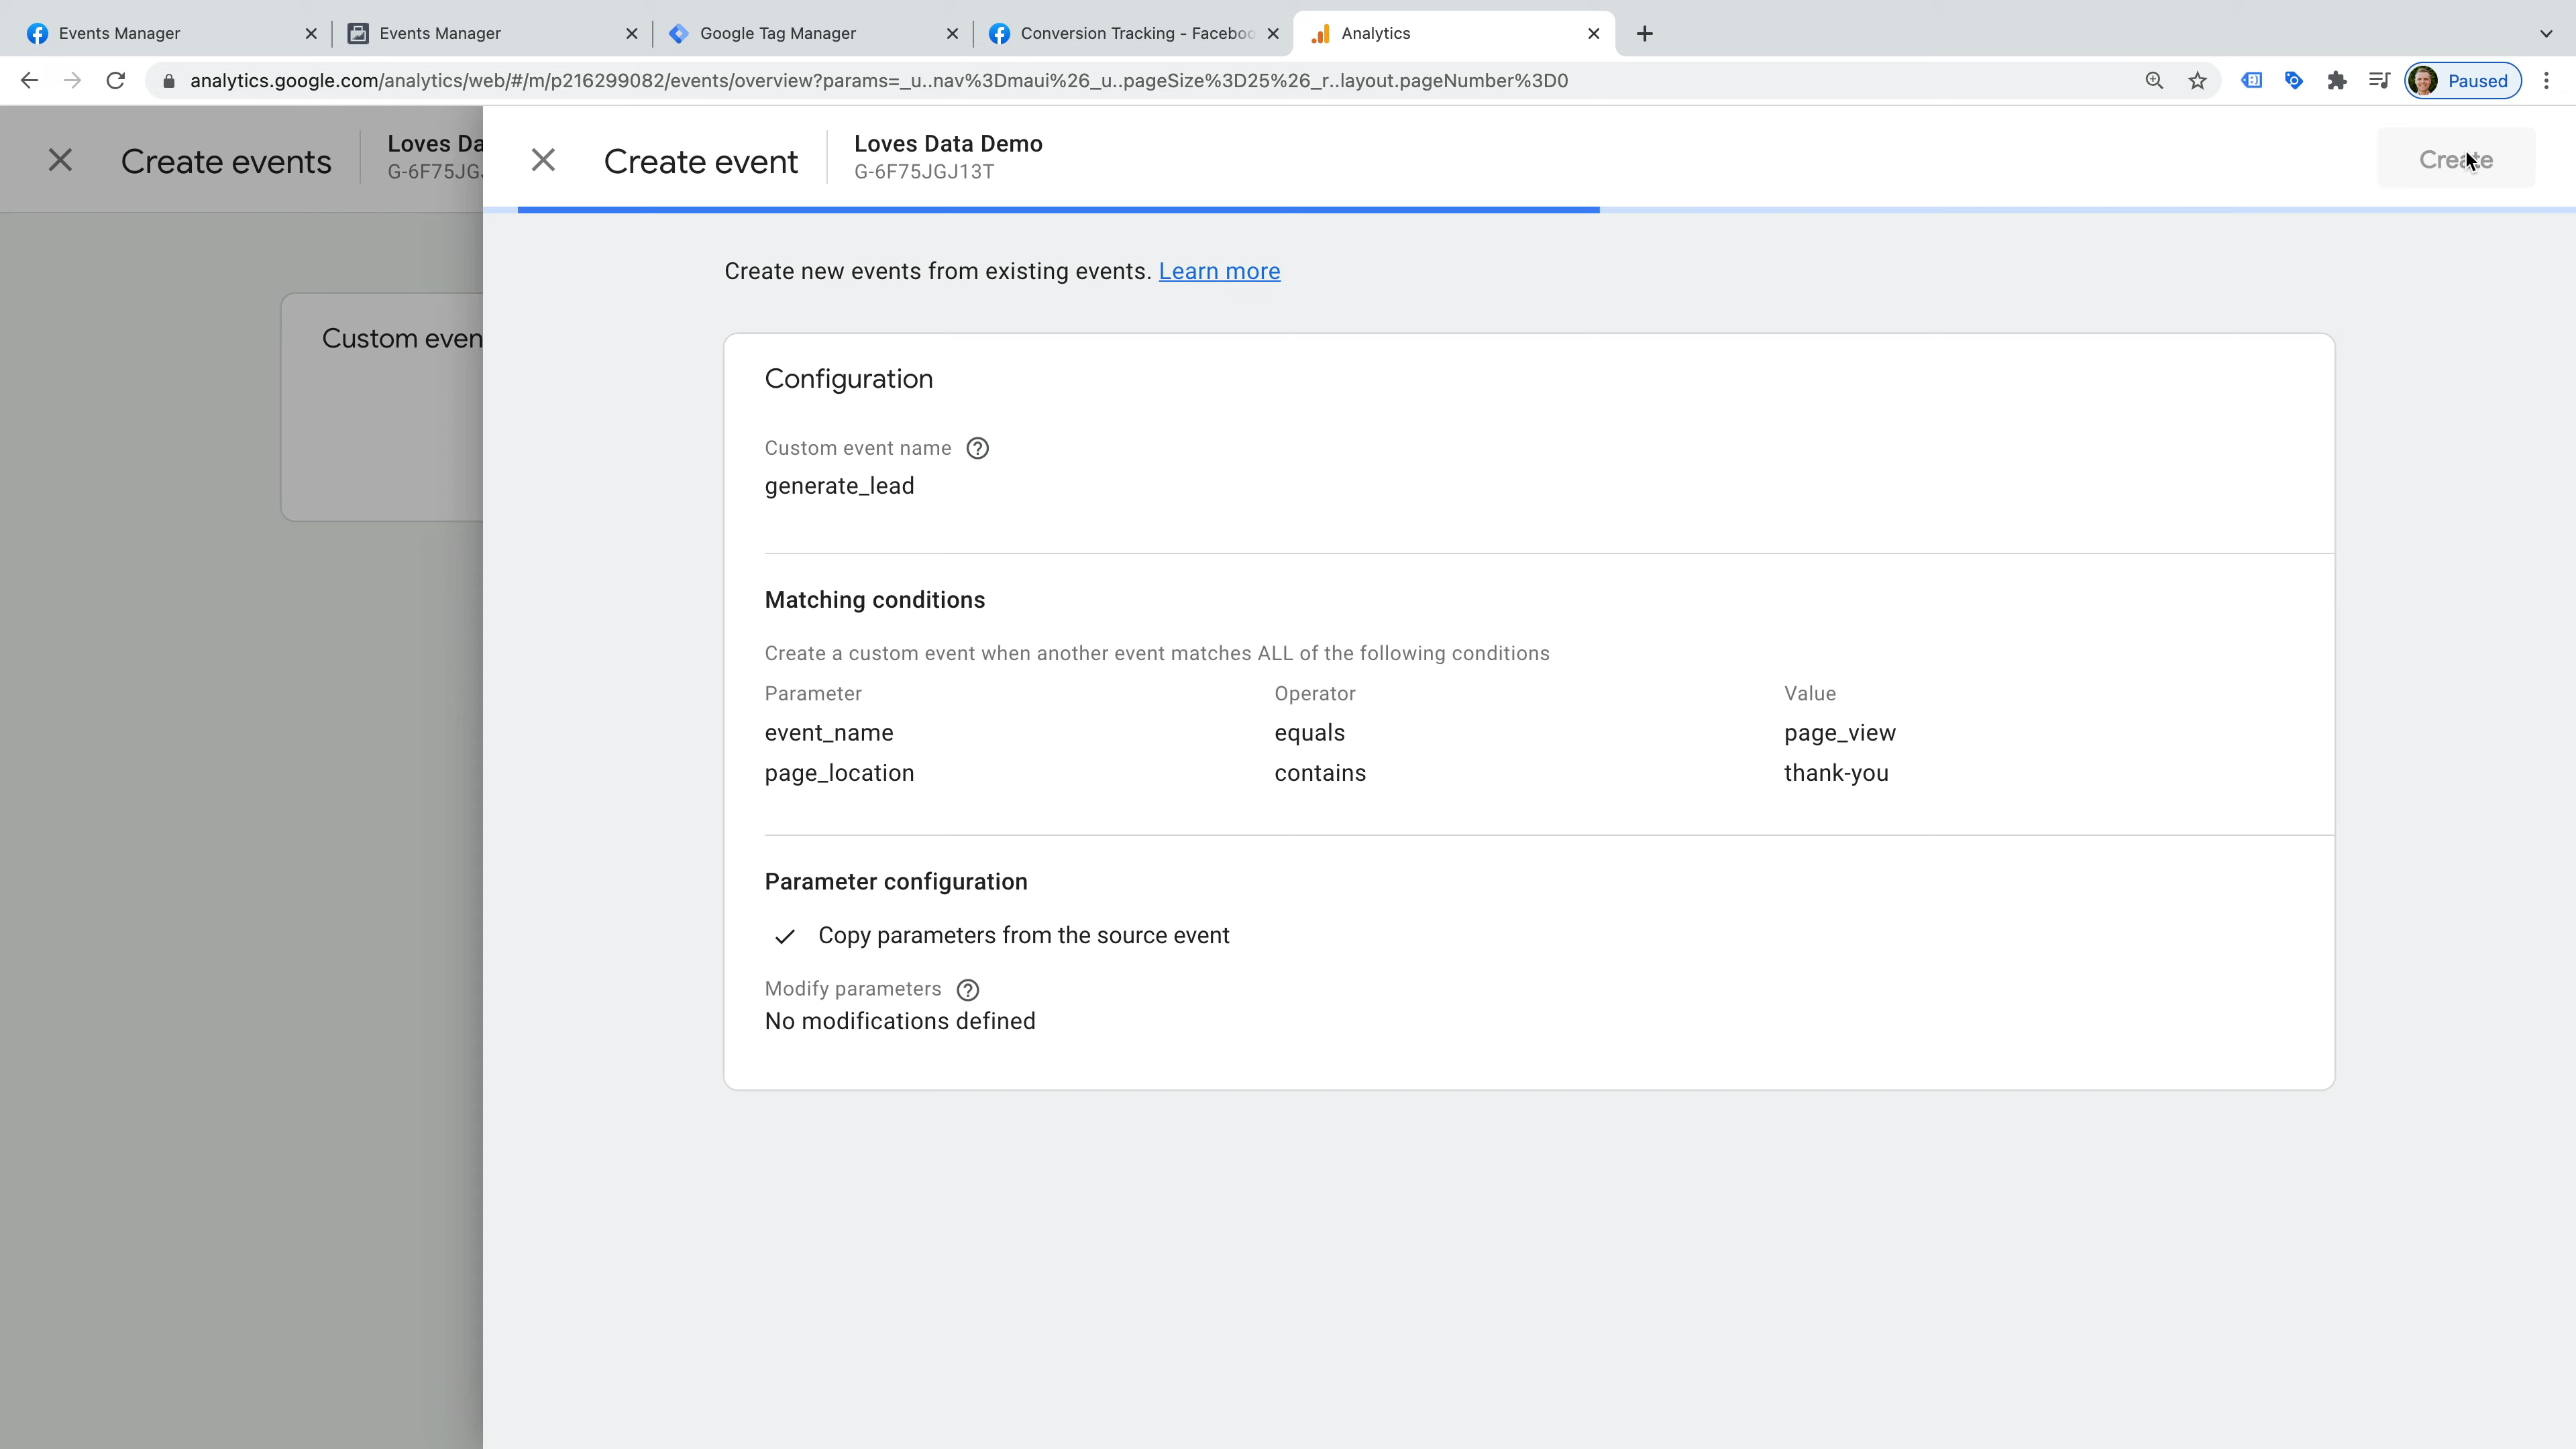 Events Manager
Events Manager
Google Tag Manager
Conversion Tracking - Faceboo
Analytics
analytics.google.com/analytics/web/#/m/p216299082/events/overview?params=_u..nav%3Dmaui%26_u..pageSize%3D25%26_r..layout.pageNumber%3D0
Paused
Create events
Loves Da
G-6F75JG
Create event
Loves Data Demo
G-6F75JGJ13T
Create
Create new events from existing events. Learn more
Custom even
Configuration
Custom event name
generate_lead
Matching conditions
Create a custom event when another event matches ALL of the following conditions
Parameter Operator Value
event_name equals page_view
page_location contains thank-you
Parameter configuration
Copy parameters from the source event
Modify parameters
No modifications defined